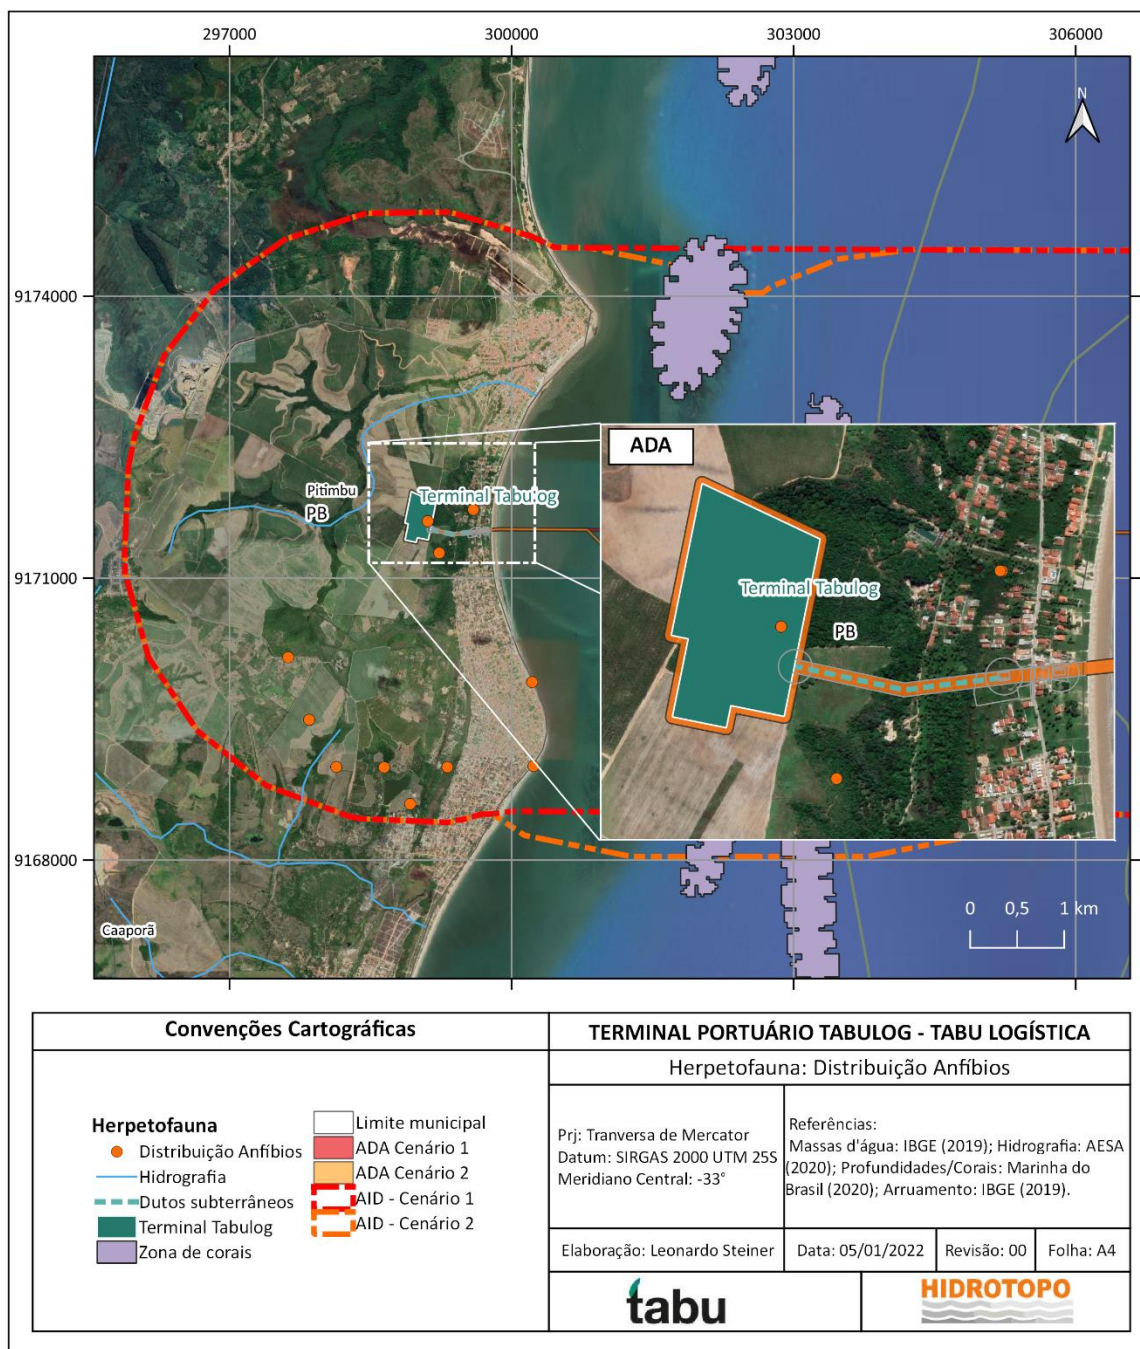 297000 300000 303000 306000
N
9174000
ADA
Pitimbu
PB
Terminal Tabulog
Terminal Tabulog
PB
9171000
9168000
Caaporã
0 0,5 1 km
Convenções Cartográficas
Herpetofauna
Distribuição Anfíbios
Hidrografia
Dutos subterrâneos
Terminal Tabulog
Zona de corais
Limite municipal
ADA Cenário 1
ADA Cenário 2
AID - Cenário 1
AID - Cenário 2
TERMINAL PORTUÁRIO TABULOG - TABU LOGÍSTICA
Herpetofauna: Distribuição Anfíbios
Prj: Tranversa de Mercator
Datum: SIRGAS 2000 UTM 25S
Meridiano Central: -33°
Referências:
Massas d'água: IBGE (2019); Hidrografia: AESA
(2020); Profundidades/Corais: Marinha do
Brasil (2020); Arruamento: IBGE (2019).
Elaboração: Leonardo Steiner
Data: 05/01/2022
Revisão: 00
Folha: A4
tabu
HIDROTOPO